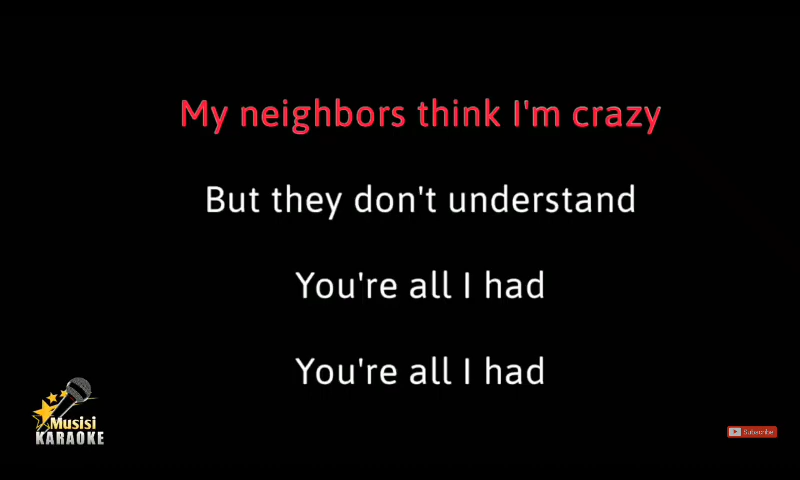 My neighbors think I'm crazy
But they don't understand
You're all I had
You're all I had
Musisi
KARAOKE
Subscribe